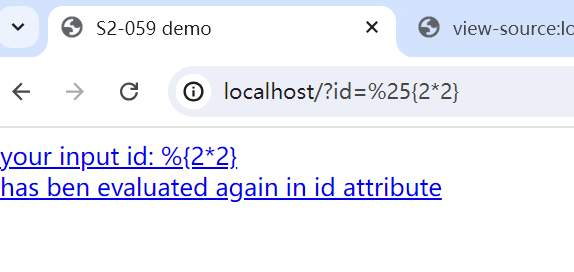 S2-059 demo
view-source:lo
localhost/?id=%25{2*2}
your input id: %{2*2}
has ben evaluated again in id attribute